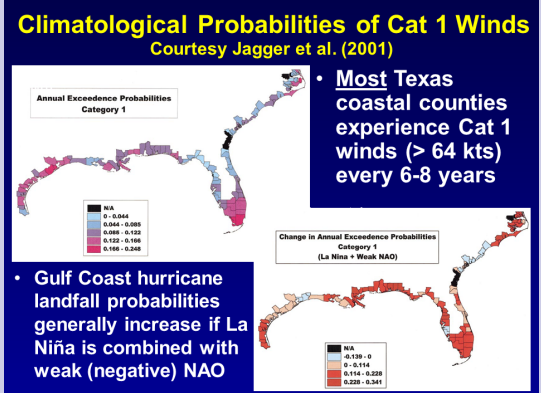 Climatological Probabilities of Cat 1 Winds
Courtesy Jagger et al. (2001)
Annual Exceedence Probabilities
Category 1
N/A
0 - 0.044
0.044 - 0.085
0.085 - 0.122
0.122 - 0.166
0.166 - 0.248
• Most Texas
coastal counties
experience Cat 1
winds (> 64 kts)
every 6-8 years
• Gulf Coast hurricane
landfall probabilities
generally increase if La
Niña is combined with
weak (negative) NAO
Change in Annual Exceedence Probabilities
Category 1
(La Nina + Weak NAO)
N/A
-0.139 - 0
0 - 0.114
0.114 - 0.228
0.228 - 0.341